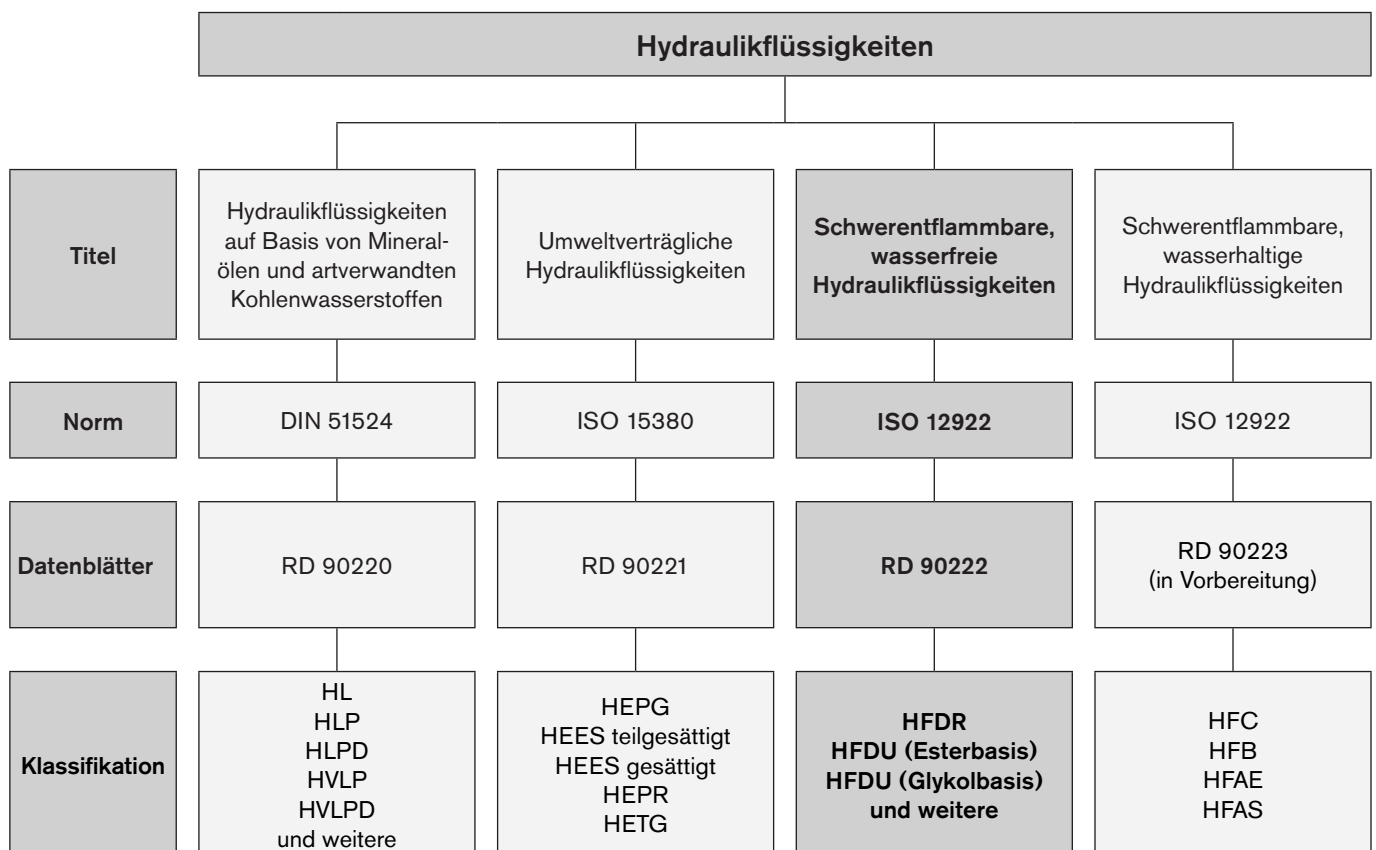 Hydraulikflüssigkeiten
Titel
Hydraulikflüssigkeiten
auf Basis von Mineral-
ölen und artverwandten
Kohlenwasserstoffen
Umweltverträgliche
Hydraulikflüssigkeiten
Schwerentflammbare,
wasserfreie
Hydraulikflüssigkeiten
Schwerentflammbare,
wasserhaltige
Hydraulikflüssigkeiten
Norm
DIN 51524
ISO 15380
ISO 12922
ISO 12922
Datenblätter
RD 90220
RD 90221
RD 90222
RD 90223
(in Vorbereitung)
Klassifikation
HL
HLP
HLPD
HVLP
HVLPD
und weitere
HEPG
HEES teilgesättigt
HEES gesättigt
HEPR
HETG
HFDR
HFDU (Esterbasis)
HFDU (Glykolbasis)
und weitere
HFC
HFB
HFAE
HFAS